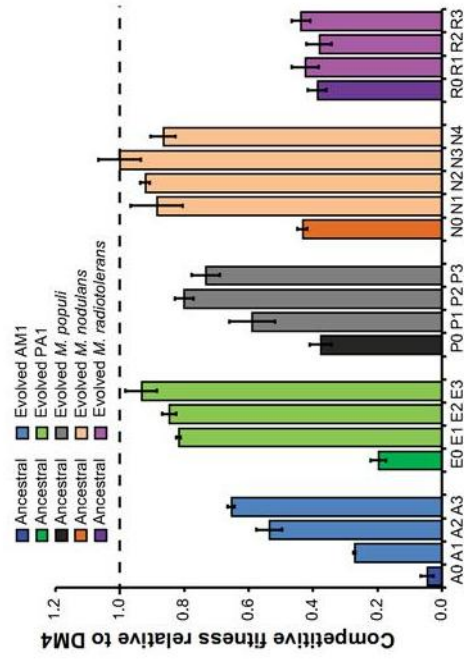 Ancestral Evolved AM1
Ancestral Evolved PA1
Ancestral Evolved M. populi
Ancestral Evolved M. nodulans
Ancestral Evolved M. radiotolerans
Competitive fitness relative to DM4
1.2
1.0
0.8
0.6
0.4
0.2
0.0
A0 A1 A2 A3 E0 E1 E2 E3 P0 P1 P2 P3 N0 N1 N2 N3 N4 R0 R1 R2 R3